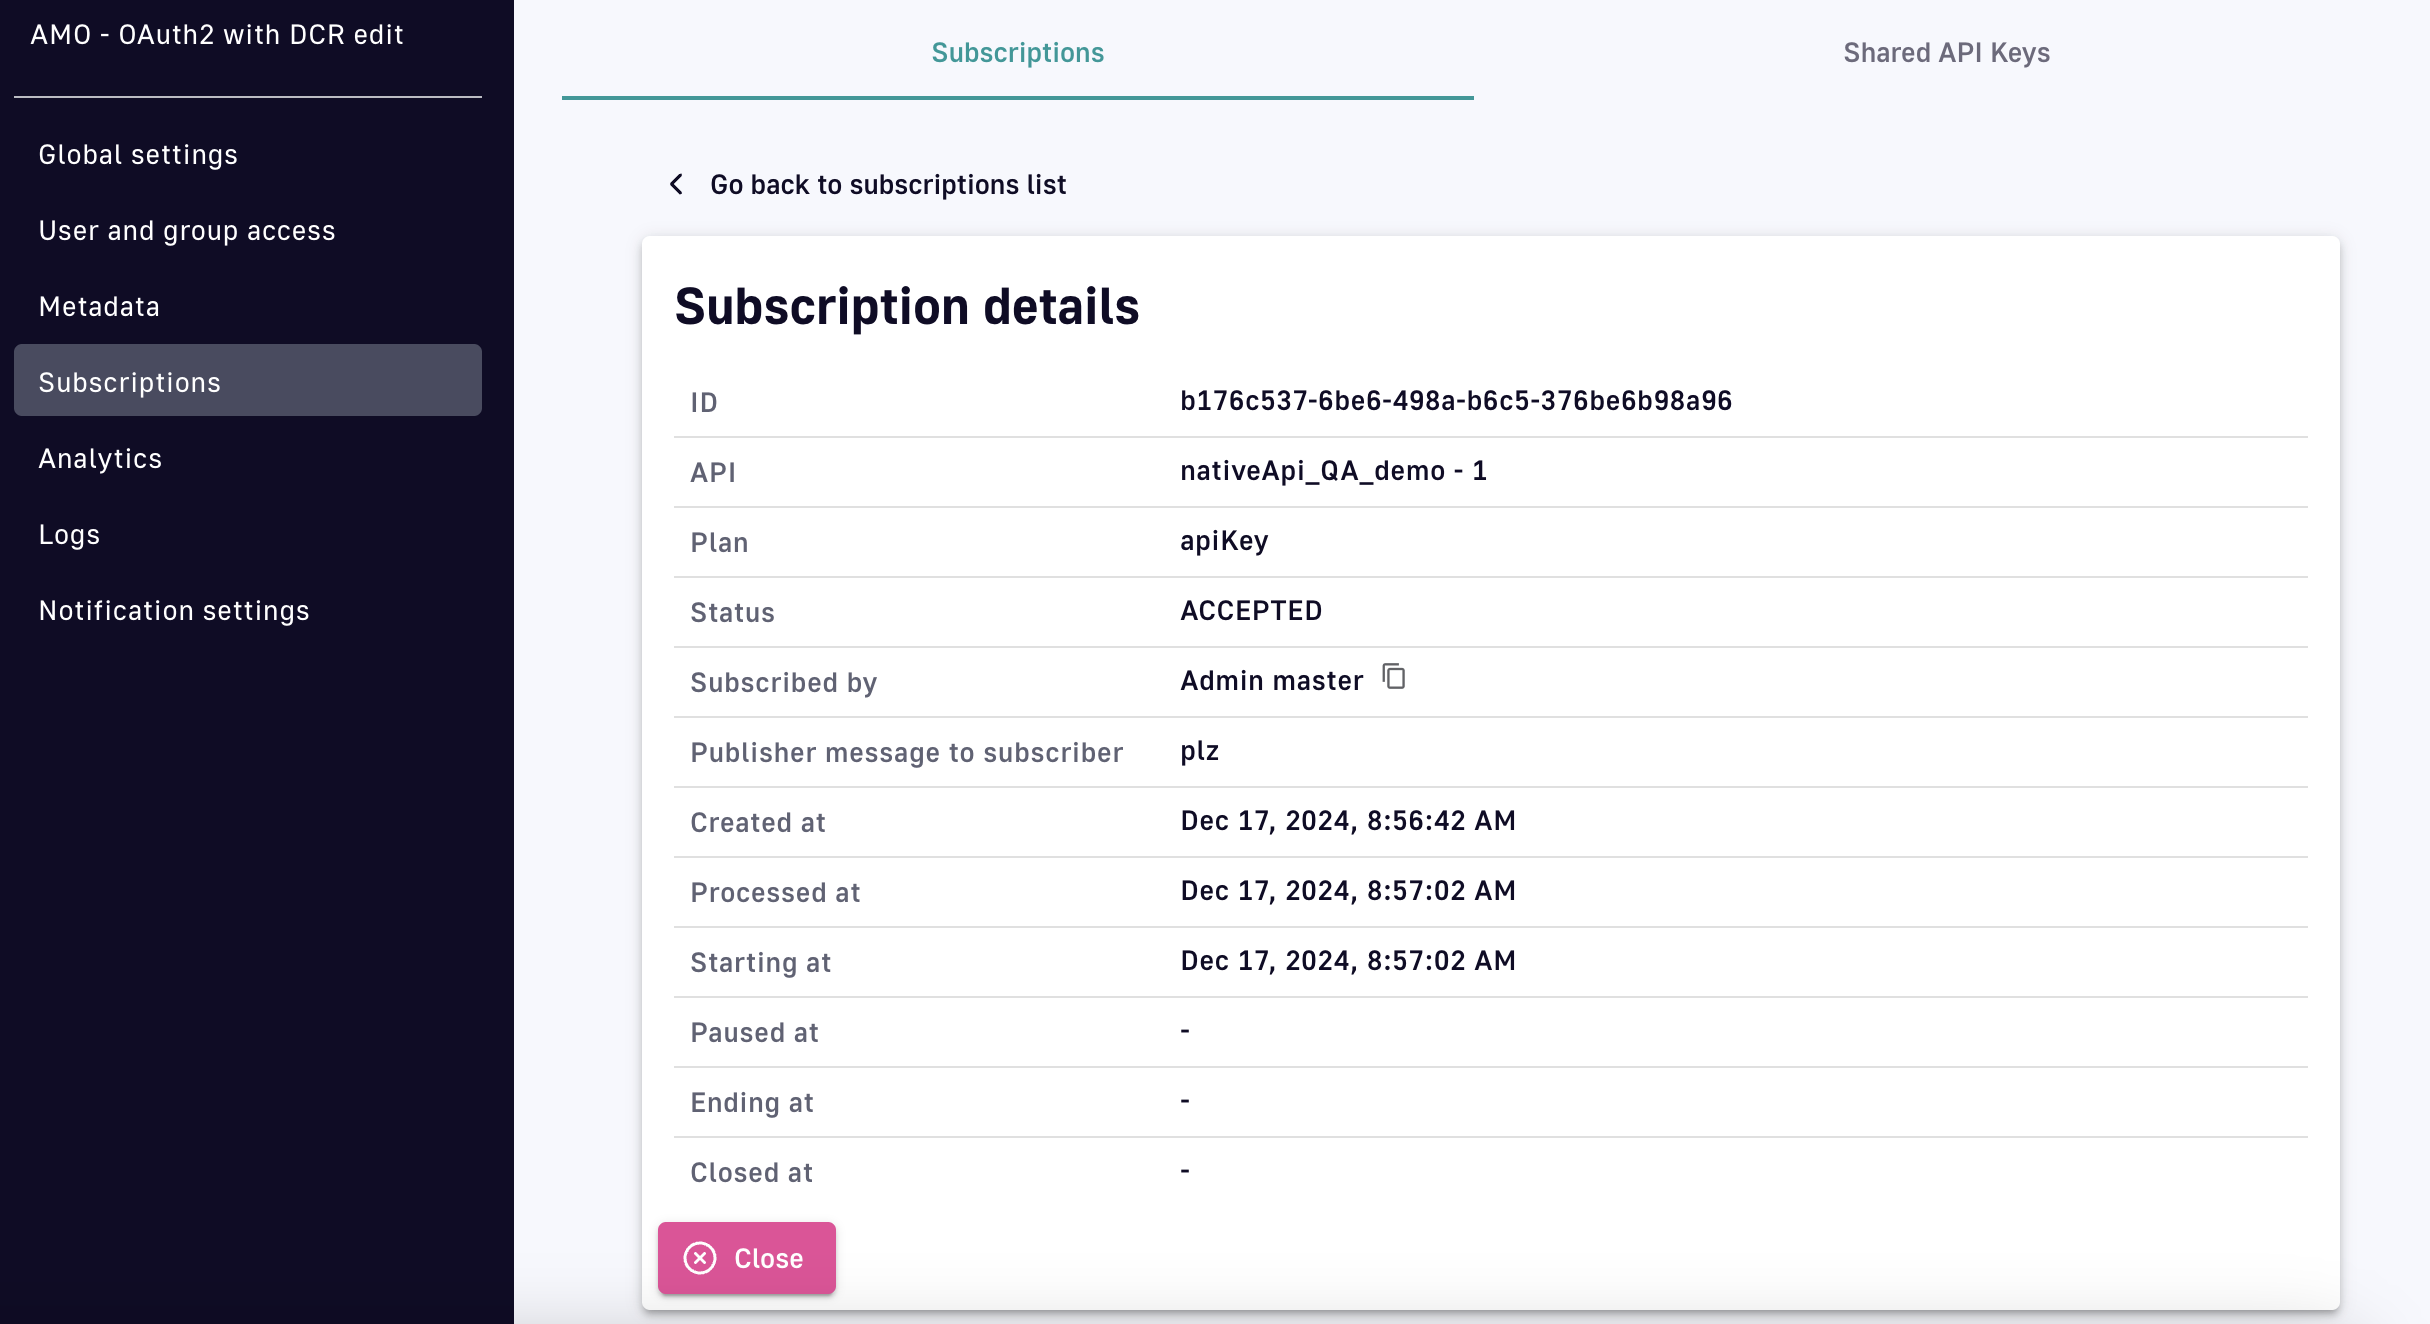 AMO - OAuth2 with DCR edit
Global settings
User and group access
Metadata
Subscriptions
Analytics
Logs
Notification settings
Subscriptions
Shared API Keys
Go back to subscriptions list
Subscription details
ID b176c537-6be6-498a-b6c5-376be6b98a96
API nativeApi_QA_demo - 1
Plan apiKey
Status ACCEPTED
Subscribed by Admin master
Publisher message to subscriber plz
Created at Dec 17, 2024, 8:56:42 AM
Processed at Dec 17, 2024, 8:57:02 AM
Starting at Dec 17, 2024, 8:57:02 AM
Paused at -
Ending at -
Closed at -
Close